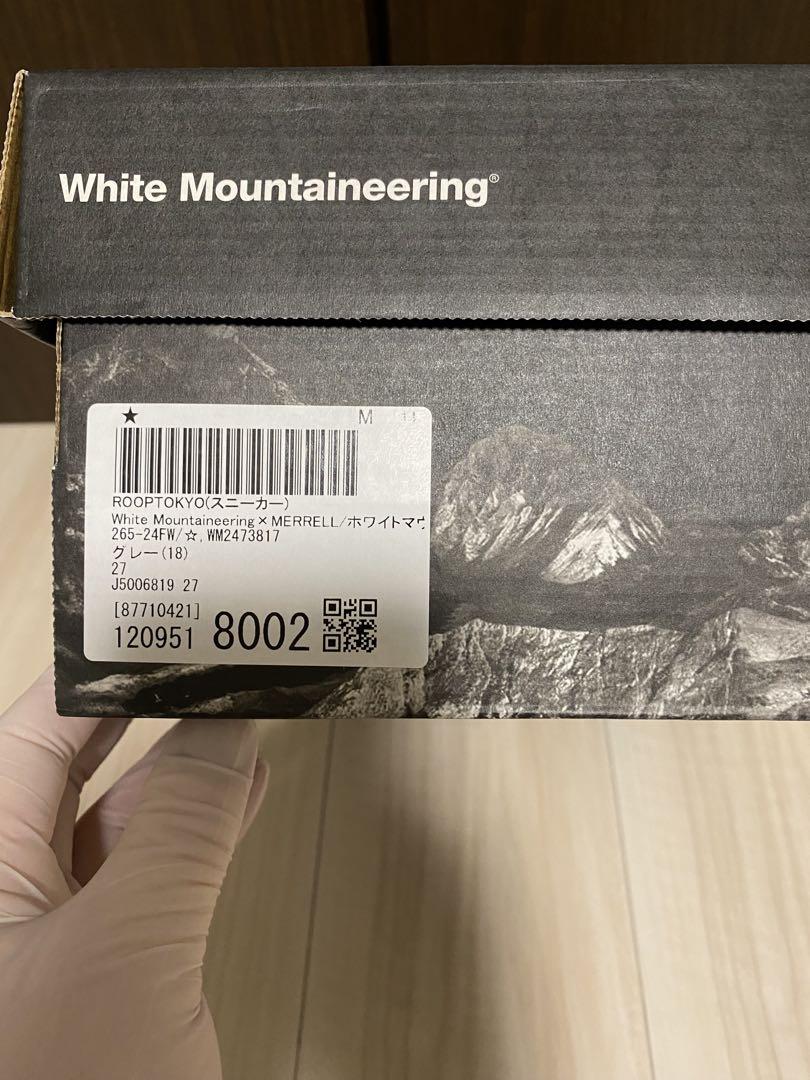 White Mountaineering®
★ M
ROOPTOKYO(スニーカー)
White Mountaineering×MERRELL/ホワイトマウ
265-24FW/☆,WM2473817
グレー(18)
27
J5006819 27
[87710421]
120951 8002